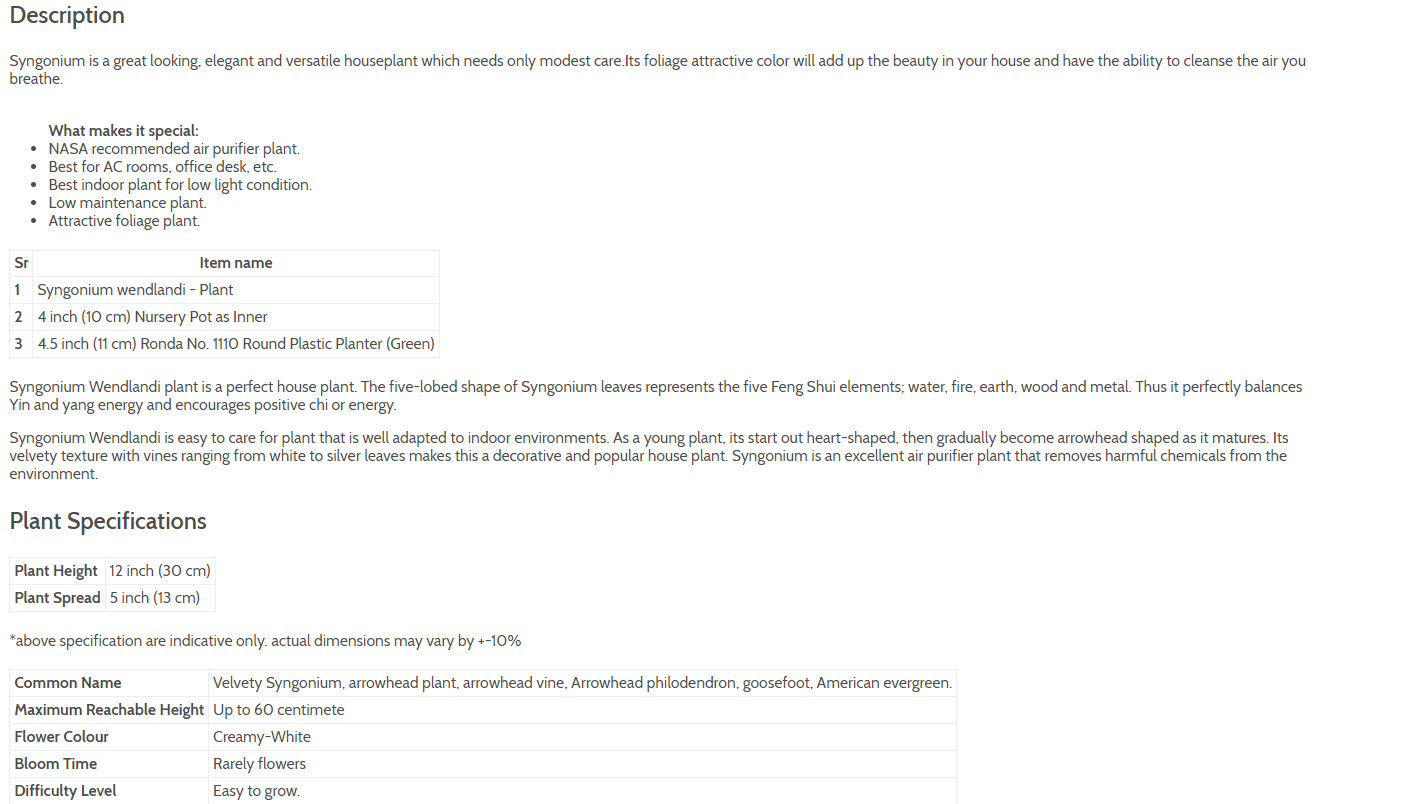 Description
Syngonium is a great looking, elegant and versatile houseplant which needs only modest care.Its foliage attractive color will add up the beauty in your house and have the ability to cleanse the air you
breathe.
What makes it special:
• NASA recommended air purifier plant.
• Best for AC rooms, office desk, etc.
• Best indoor plant for low light condition.
• Low maintenance plant.
• Attractive foliage plant.
Sr Item name
1 Syngonium wendlandi - Plant
2 4 inch (10 cm) Nursery Pot as Inner
3 4.5 inch (11 cm) Ronda No. 1110 Round Plastic Planter (Green)
Syngonium Wendlandi plant is a perfect house plant. The five-lobed shape of Syngonium leaves represents the five Feng Shui elements; water, fire, earth, wood and metal. Thus it perfectly balances
Yin and yang energy and encourages positive chi or energy.
Syngonium Wendlandi is easy to care for plant that is well adapted to indoor environments. As a young plant, its start out heart-shaped, then gradually become arrowhead shaped as it matures. Its
velvety texture with vines ranging from white to silver leaves makes this a decorative and popular house plant. Syngonium is an excellent air purifier plant that removes harmful chemicals from the
environment.
Plant Specifications
Plant Height 12 inch (30 cm)
Plant Spread 5 inch (13 cm)
*above specification are indicative only. actual dimensions may vary by +-10%
Common Name Velvety Syngonium, arrowhead plant, arrowhead vine, Arrowhead philodendron, goosefoot, American evergreen.
Maximum Reachable Height Up to 60 centimete
Flower Colour Creamy-White
Bloom Time Rarely flowers
Difficulty Level Easy to grow.